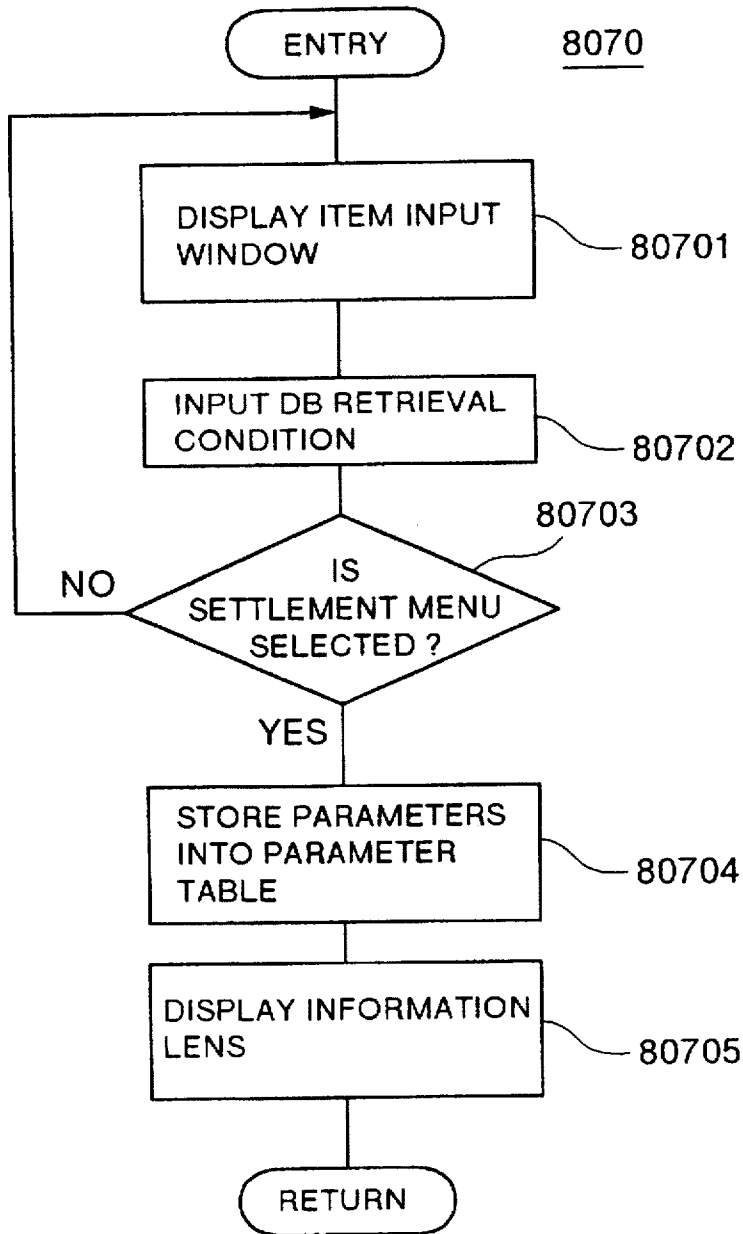 ENTRY
8070
DISPLAY ITEM INPUT
WINDOW
80701
INPUT DB RETRIEVAL
CONDITION
80702
80703
IS
SETTLEMENT MENU
SELECTED ?
NO
YES
STORE PARAMETERS
INTO PARAMETER
TABLE
80704
DISPLAY INFORMATION
LENS
80705
RETURN